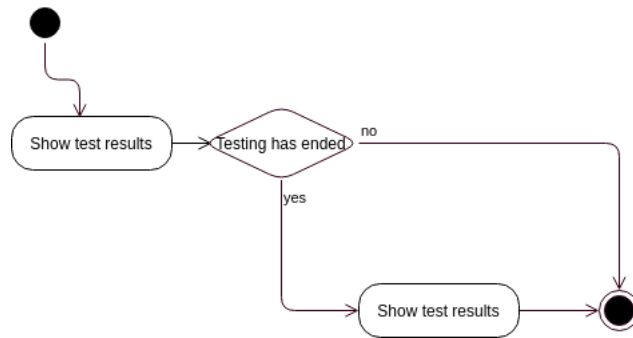 no
Show test results
Testing has ended
yes
Show test results